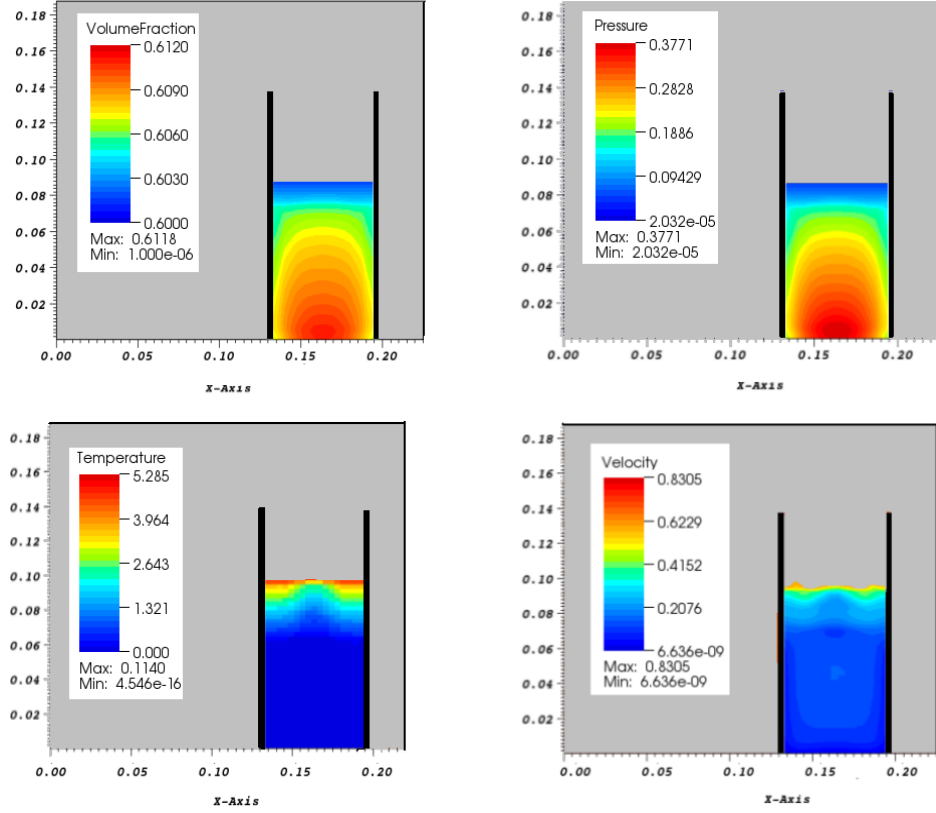 0.18
0.16
0.14
0.12
0.10
0.08
0.06
0.04
0.02
VolumeFraction
0.6120
0.6090
0.6060
0.6030
0.6000
Max: 0.6118
Min: 1.000e-06
0.00 0.05 0.10 0.15 0.20
X-Axis
0.18
0.16
0.14
0.12
0.10
0.08
0.06
0.04
0.02
Pressure
0.3771
0.2828
0.1886
0.09429
2.032e-05
Max: 0.3771
Min: 2.032e-05
0.00 0.05 0.10 0.15 0.20
X-Axis
0.18
0.16
0.14
0.12
0.10
0.08
0.06
0.04
0.02
Temperature
5.285
3.964
2.643
1.321
0.000
Max: 0.1140
Min: 4.546e-16
0.00 0.05 0.10 0.15 0.20
X-Axis
0.18
0.16
0.14
0.12
0.10
0.08
0.06
0.04
0.02
Velocity
0.8305
0.6229
0.4152
0.2076
6.636e-09
Max: 0.8305
Min: 6.636e-09
0.00 0.05 0.10 0.15 0.20
X-Axis